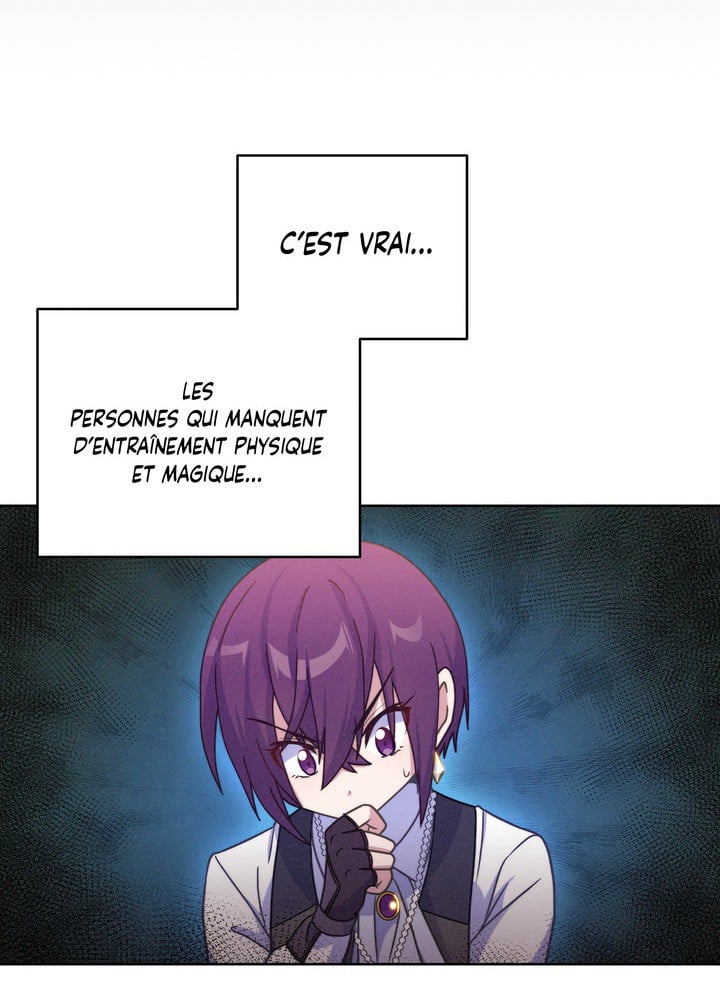 C'EST VRAI...
LES
PERSONNES QUI MANQUENT
D'ENTRAÎNEMENT PHYSIQUE
ET MAGIQUE...